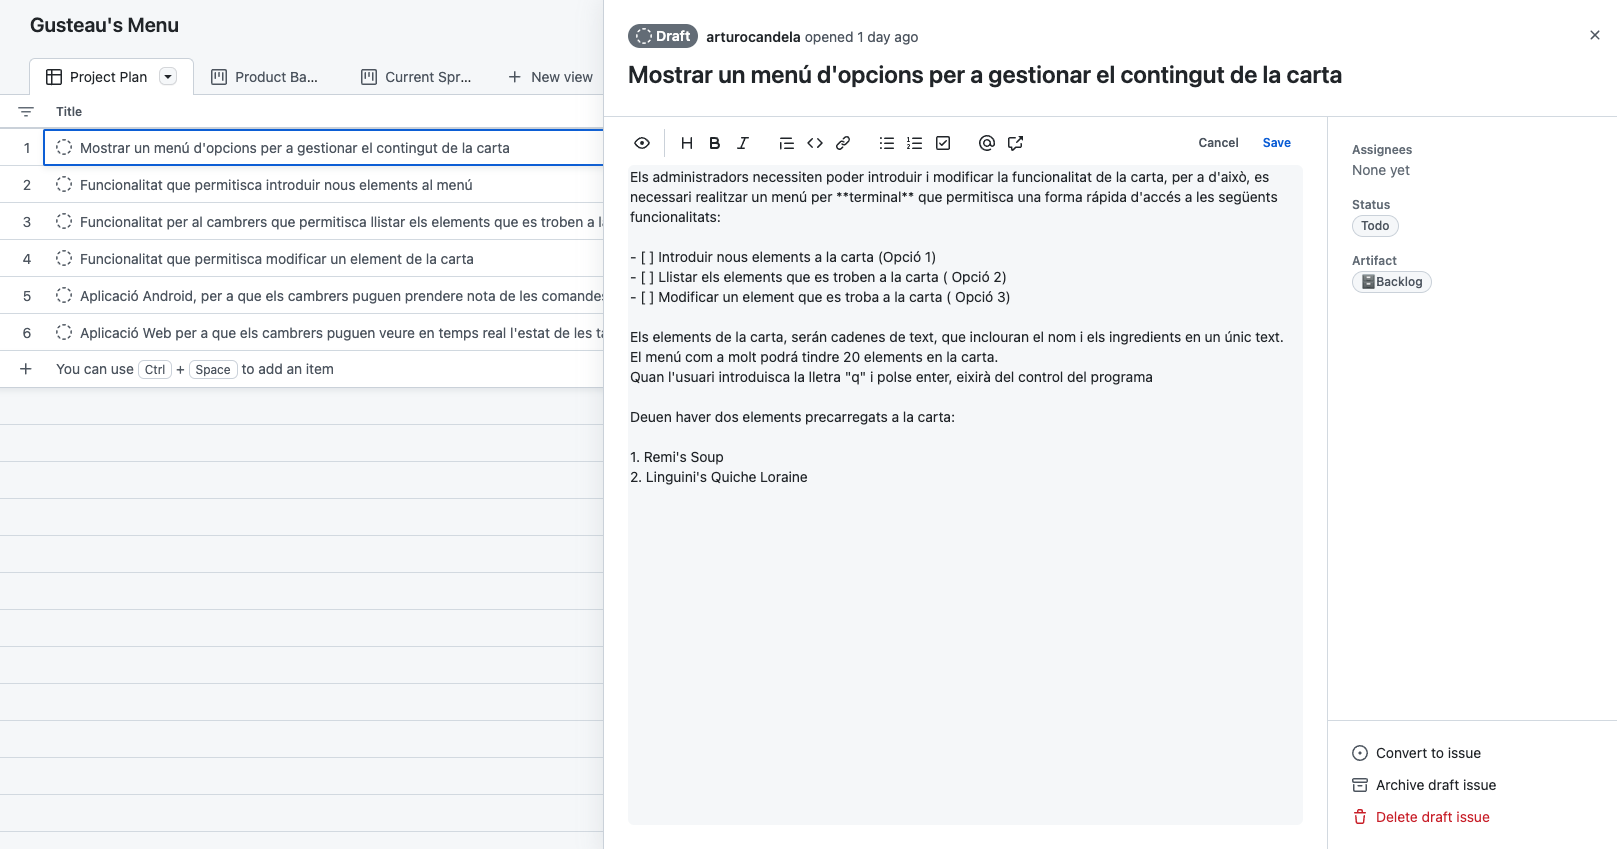 Gusteau's Menu
Project Plan
Product Ba...
Current Spr...
New view
Title
1 Mostrar un menú d'opcions per a gestionar el contingut de la carta
2 Funcionalitat que permitisca introduir nous elements al menú
3 Funcionalitat per al cambrers que permitisca llistar els elements que es troben a
4 Funcionalitat que permitisca modificar un element de la carta
5 Aplicació Android, per a que els cambrers puguen prendere nota de les comandes
6 Aplicació Web per a que els cambrers puguen veure en temps real l'estat de les
You can use Ctrl + Space to add an item
Draft arturocandela opened 1 day ago
Mostrar un menú d'opcions per a gestionar el contingut de la carta
Cancel
Save
Els administradors necessiten poder introduir i modificar la funcionalitat de la carta, per a d'això, es
necessari realitzar un menú per **terminal** que permitisca una forma rápida d'accés a les següents
funcionalitats:
- [ ] Introduir nous elements a la carta (Opció 1)
- [ ] Llistar els elements que es troben a la carta ( Opció 2)
- [ ] Modificar un element que es troba a la carta ( Opció 3)
Els elements de la carta, serán cadenes de text, que inclouran el nom i els ingredients en un únic text.
El menú com a molt podrá tindre 20 elements en la carta.
Quan l'usuari introduisca la lletra "q" i polse enter, eixirà del control del programa
Deuen haver dos elements precarregats a la carta:
1. Remi's Soup
2. Linguini's Quiche Loraine
Assignees
None yet
Status
Todo
Artifact
Backlog
Convert to issue
Archive draft issue
Delete draft issue